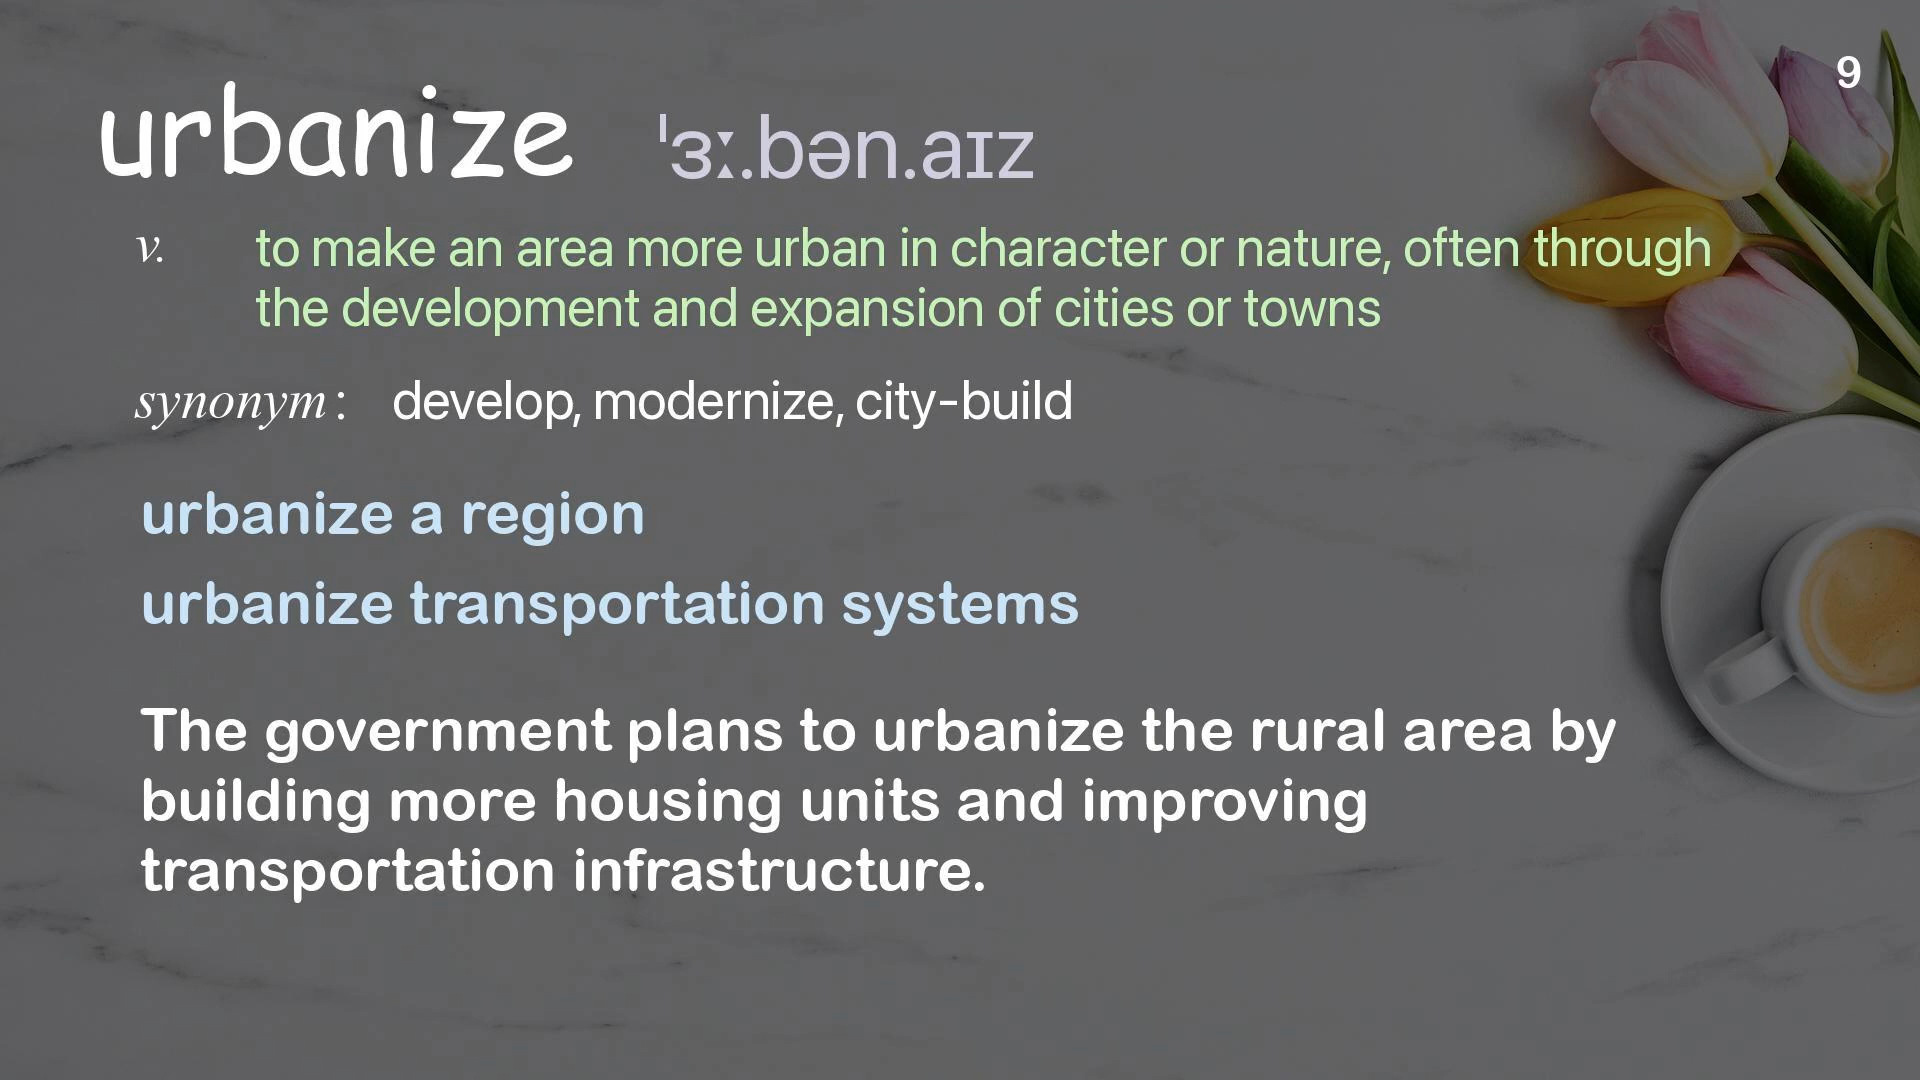 9
urbanize ˈɜː.bən.aɪz
v. to make an area more urban in character or nature, often through
the development and expansion of cities or towns
synonym : develop, modernize, city-build
urbanize a region
urbanize transportation systems
The government plans to urbanize the rural area by
building more housing units and improving
transportation infrastructure.